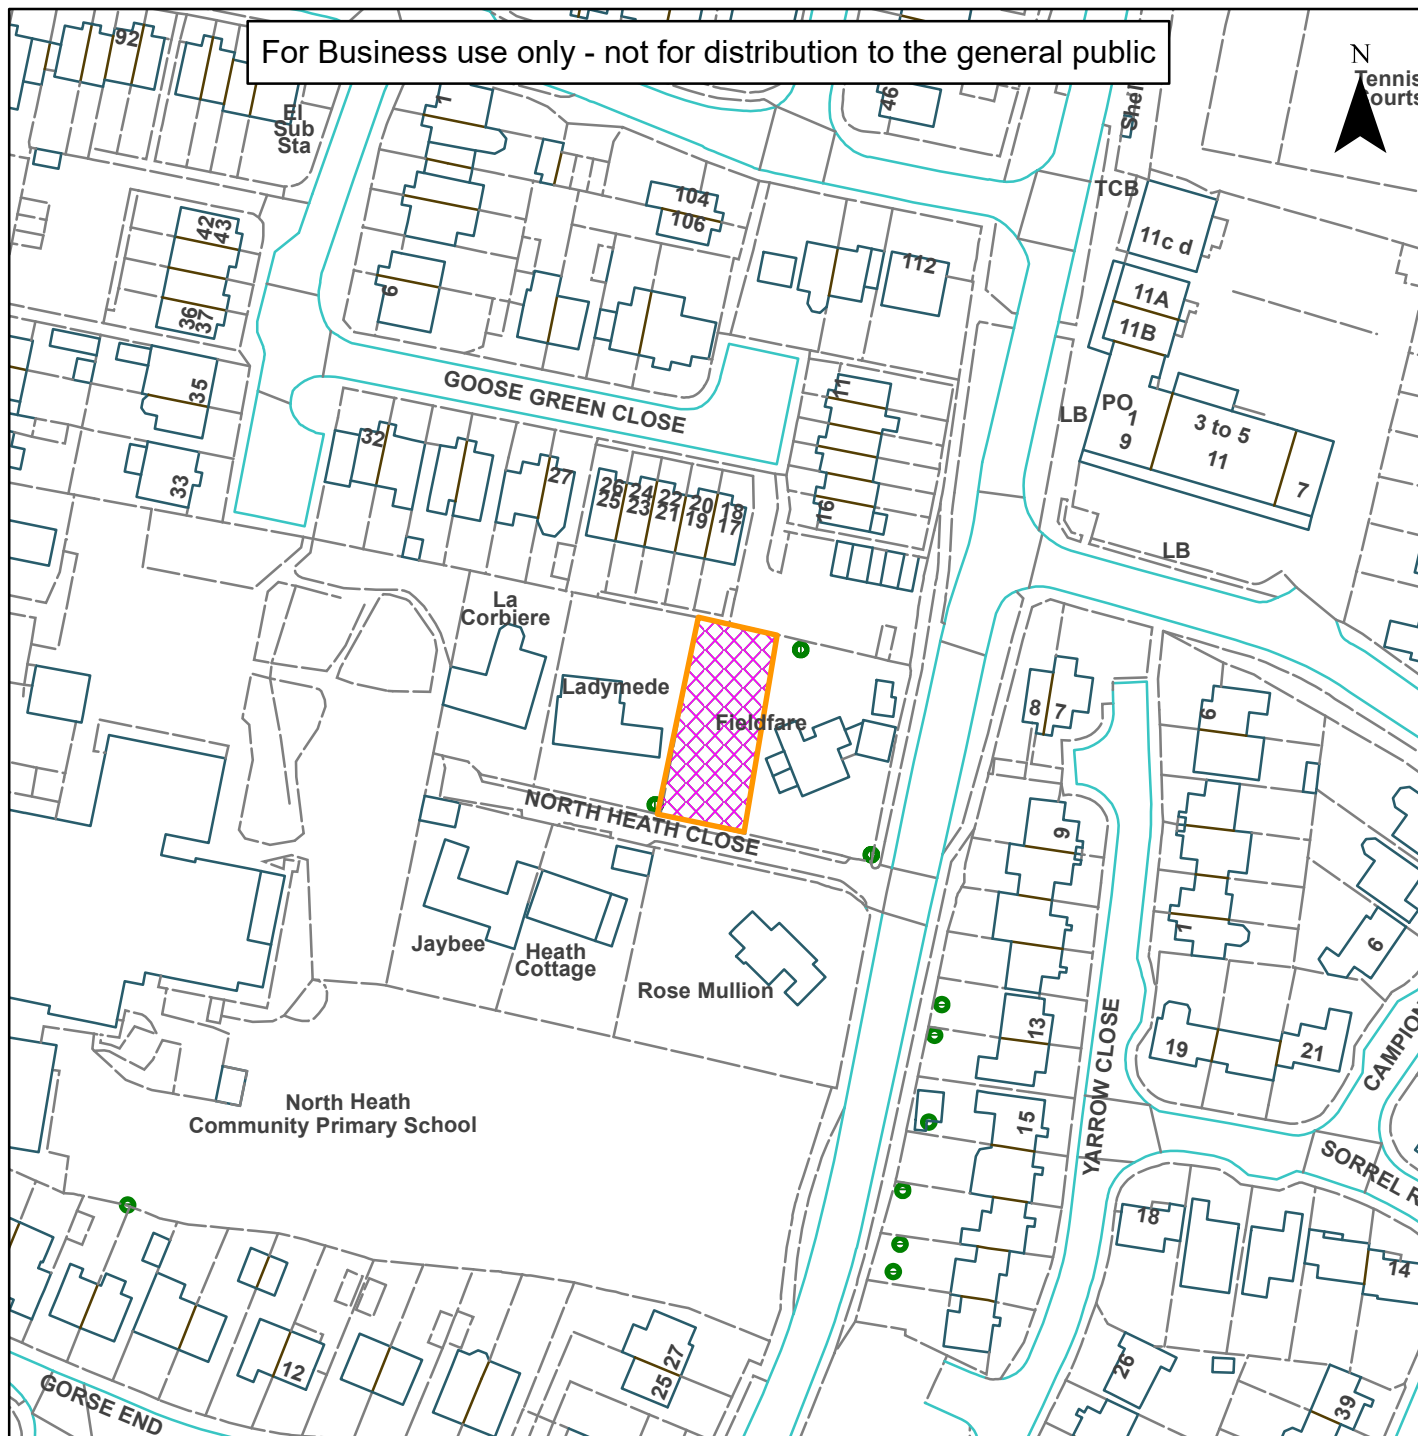 For Business use only - not for distribution to the general public
N
Tennis
Courts
92
El
Sub
Sta
1
46
Shel
TCB
104
106
42
43
11c d
112
6
11A
11B
36
37
35
GOOSE GREEN CLOSE
11
LB
PO
1
9
3 to 5
11
7
32
33
27
26
25
24
23
22
21
20
19
18
17
16
LB
La
Corbiere
Ladymede
Fieldfare
8
7
6
NORTH HEATH CLOSE
9
Jaybee
Heath
Cottage
Rose Mullion
1
6
13
19
21
CAMPION
YARROW CLOSE
15
North Heath
Community Primary School
SORREL R
18
14
12
25
27
26
39
GORSE END